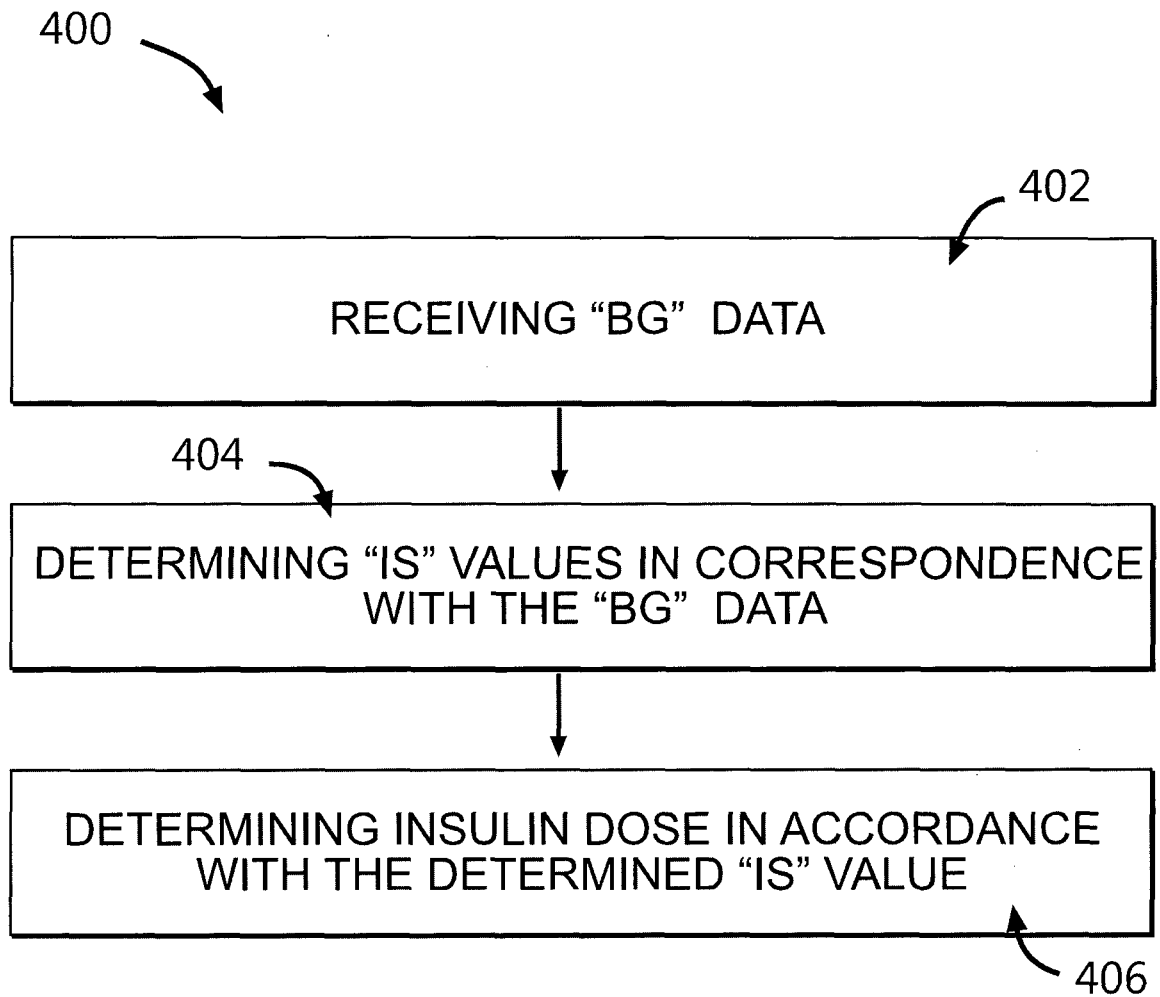 400
402
RECEIVING “BG” DATA
404
DETERMINING “IS” VALUES IN CORRESPONDENCE
WITH THE “BG” DATA
DETERMINING INSULIN DOSE IN ACCORDANCE
WITH THE DETERMINED “IS” VALUE
406